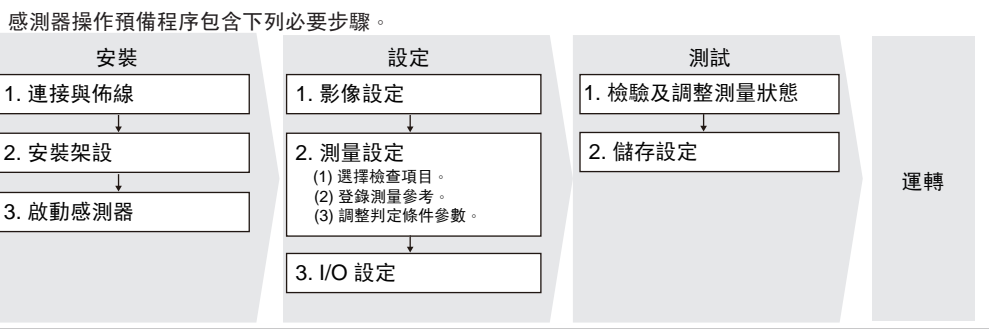 感測器操作預備程序包含下列必要步驟。
安裝
1. 連接與佈線
2. 安裝架設
3. 啟動感測器
設定
1. 影像設定
2. 測量設定
(1) 選擇檢查項目。
(2) 登錄測量參考。
(3) 調整判定條件參數。
3. I/O 設定
測試
1. 檢驗及調整測量狀態
2. 儲存設定
運轉